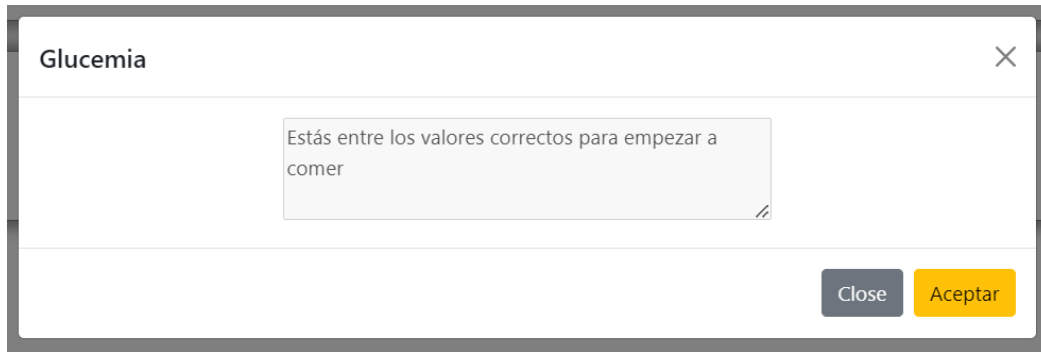 Glucemia
Estás entre los valores correctos para empezar a
comer
Close
Aceptar